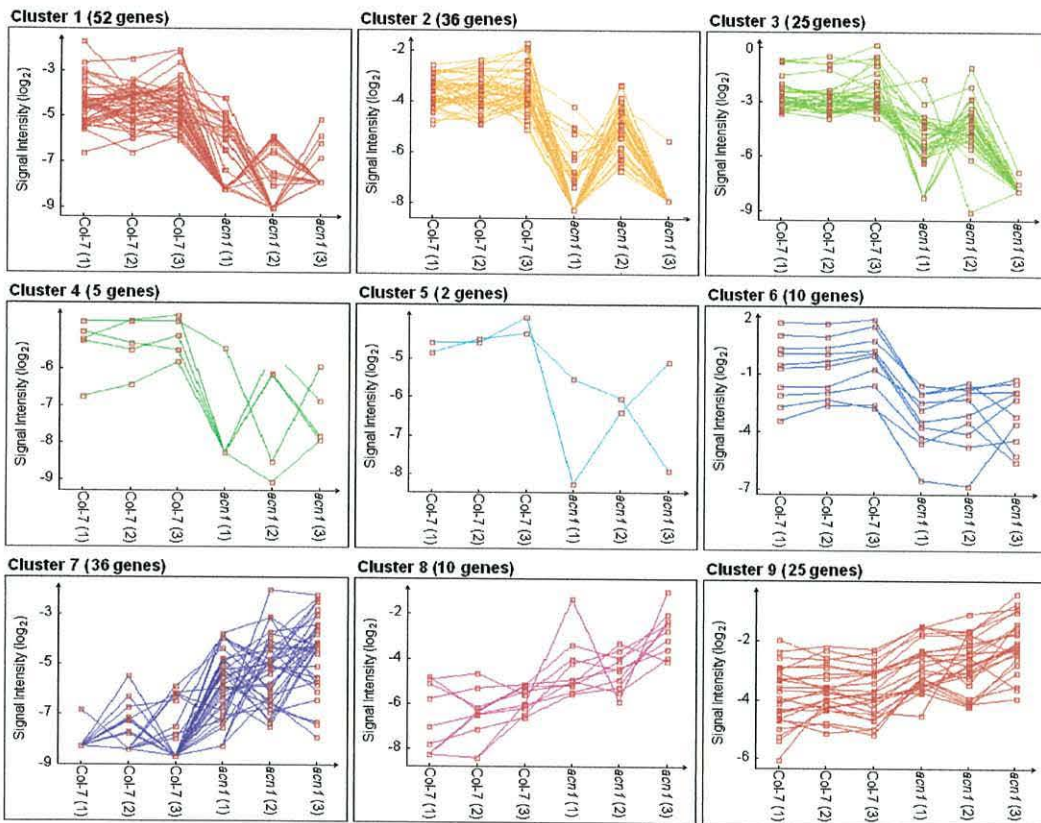 Cluster 1 (52 genes)
Signal Intensity (log2)
-3
-5
-7
-9
Col-7 (1)
Col-7 (2)
Col-7 (3)
acn1 (1)
acn1 (2)
acn1 (3)
Cluster 2 (36 genes)
Signal Intensity (log2)
-2
-4
-6
-8
Col-7 (1)
Col-7 (2)
Col-7 (3)
acn1 (1)
acn1 (2)
acn1 (3)
Cluster 3 (25 genes)
Signal Intensity (log2)
0
-3
-6
-9
Col-7 (1)
Col-7 (2)
Col-7 (3)
acn1 (1)
acn1 (2)
acn1 (3)
Cluster 4 (5 genes)
Signal Intensity (log2)
-6
-8
-9
Col-7 (1)
Col-7 (2)
Col-7 (3)
acn1 (1)
acn1 (2)
acn1 (3)
Cluster 5 (2 genes)
Signal Intensity (log2)
-5
-6
-8
Col-7 (1)
Col-7 (2)
Col-7 (3)
acn1 (1)
acn1 (2)
acn1 (3)
Cluster 6 (10 genes)
Signal Intensity (log2)
2
-1
-4
-7
Col-7 (1)
Col-7 (2)
Col-7 (3)
acn1 (1)
acn1 (2)
acn1 (3)
Cluster 7 (36 genes)
Signal Intensity (log2)
-3
-5
-7
-9
Col-7 (1)
Col-7 (2)
Col-7 (3)
acn1 (1)
acn1 (2)
acn1 (3)
Cluster 8 (10 genes)
Signal Intensity (log2)
-2
-4
-6
-8
Col-7 (1)
Col-7 (2)
Col-7 (3)
acn1 (1)
acn1 (2)
acn1 (3)
Cluster 9 (25 genes)
Signal Intensity (log2)
-2
-4
-6
Col-7 (1)
Col-7 (2)
Col-7 (3)
acn1 (1)
acn1 (2)
acn1 (3)